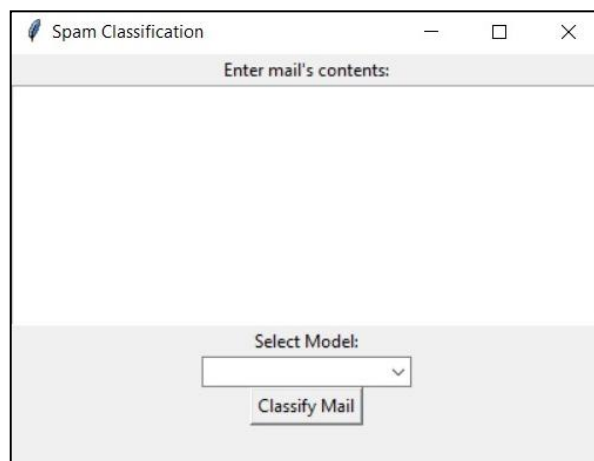 Spam Classification
Enter mail's contents:
Select Model:
Classify Mail